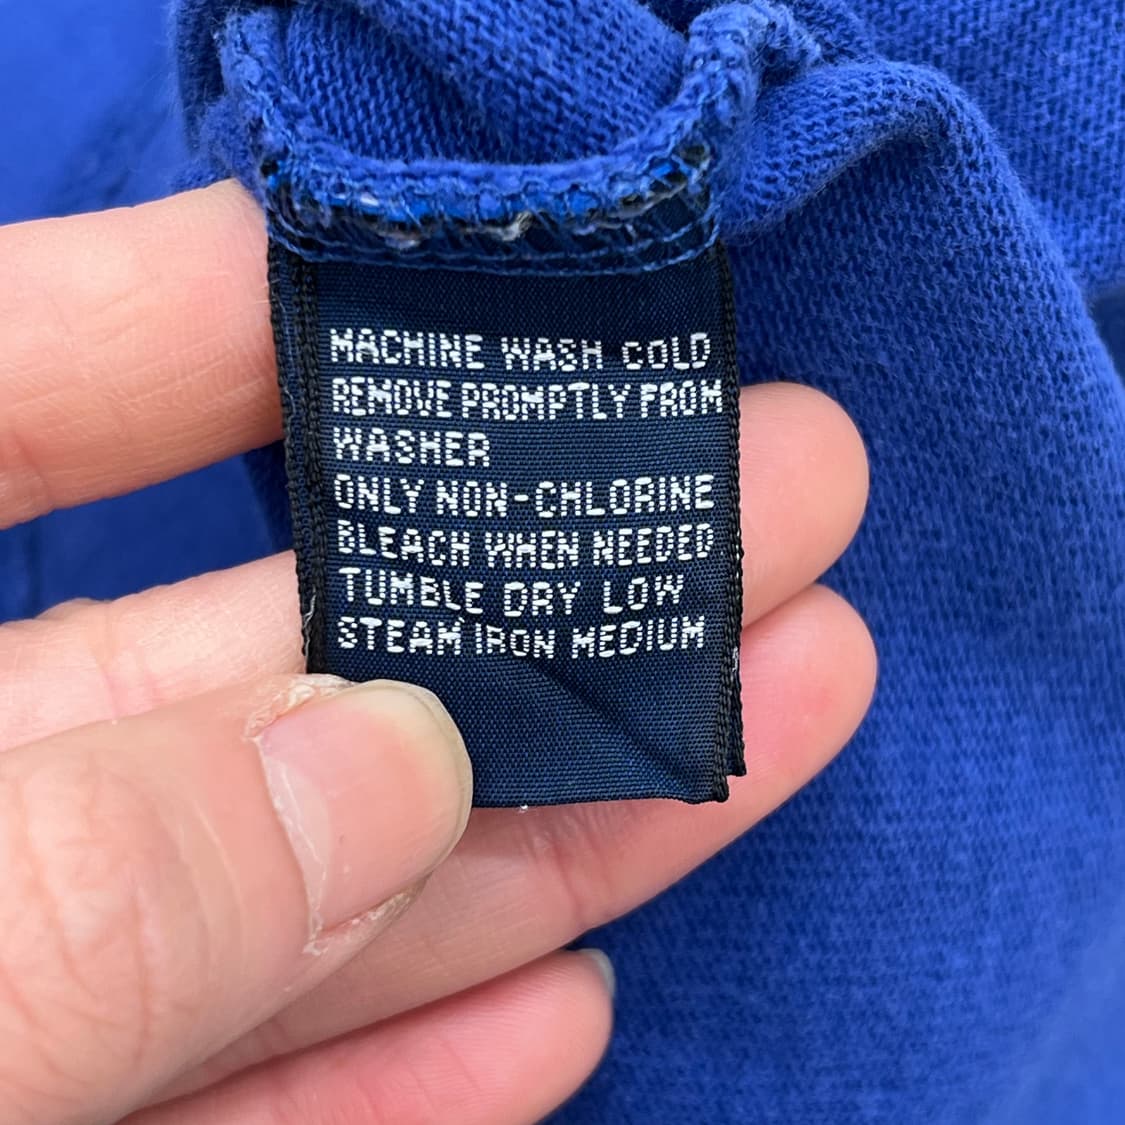 MACHINE WASH COLD
REMOVE PROMPTLY FROM
WASHER
ONLY NON-CHLORINE
BLEACH WHEN NEEDED
TUMBLE DRY LOW
STEAM IRON MEDIUM